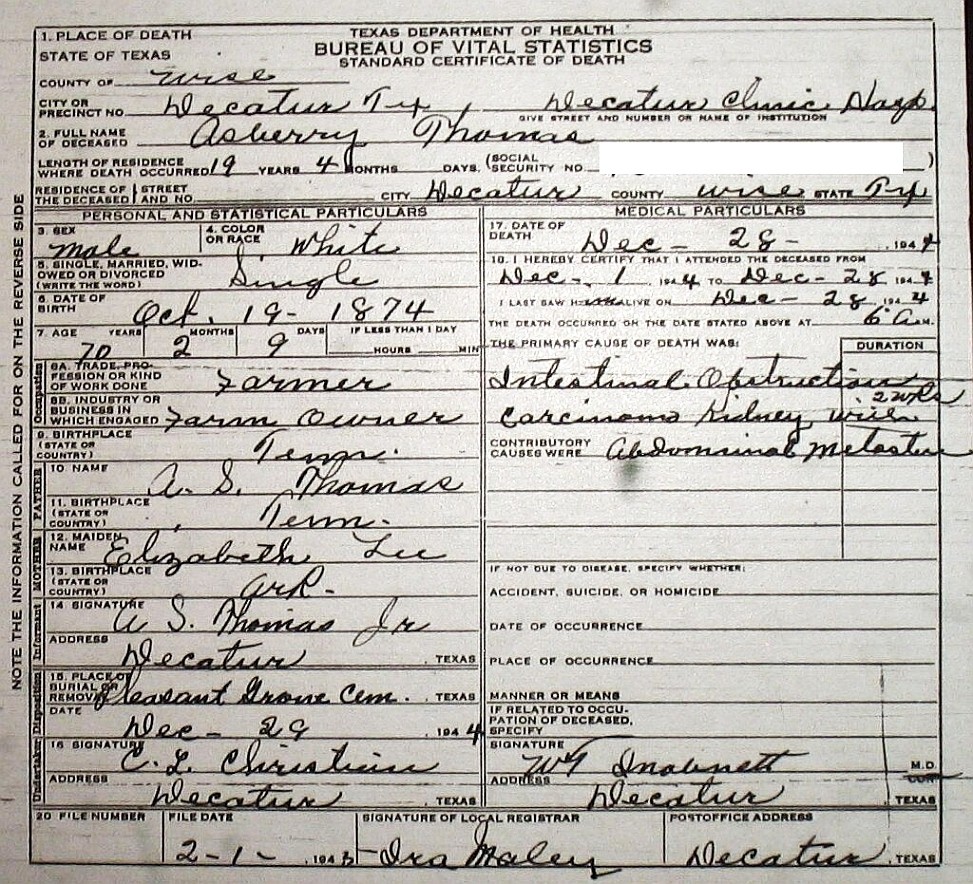 TEXAS DEPARTMENT OF HEALTH
BUREAU OF VITAL STATISTICS
STANDARD CERTIFICATE OF DEATH
1. PLACE OF DEATH
STATE OF TEXAS
COUNTY OF Wise
CITY OR PRECINCT NO. Decatur Tx, Decatur Clinic Hosp.
GIVE STREET AND NUMBER OR NAME OF INSTITUTION
2. FULL NAME OF DECEASED Asberry Thomas
LENGTH OF RESIDENCE WHERE DEATH OCCURRED 19 YEARS 4 MONTHS DAYS. (SOCIAL SECURITY NO. )
RESIDENCE OF THE DECEASED STREET AND NO. CITY Decatur COUNTY Wise STATE Tx
PERSONAL AND STATISTICAL PARTICULARS
3. SEX Male
4. COLOR OR RACE White
5. SINGLE, MARRIED, WIDOWED OR DIVORCED (WRITE THE WORD) Single
6. DATE OF BIRTH Oct. 19- 1874
7. AGE YEARS MONTHS DAYS IF LESS THAN 1 DAY
70 2 9 HOURS MIN
Occupation
8A. TRADE, PROFESSION OR KIND OF WORK DONE Farmer
8B. INDUSTRY OR BUSINESS IN WHICH ENGAGED Farm Owner
9. BIRTHPLACE (STATE OR COUNTRY) Tenn.
FATHER
10 NAME A. S. Thomas
11. BIRTHPLACE (STATE OR COUNTRY) Tenn.
MOTHER
12. MAIDEN NAME Elizabeth Lee
13. BIRTHPLACE (STATE OR COUNTRY) Ark-
Informant
14. SIGNATURE A S. Thomas Jr
ADDRESS Decatur, TEXAS
Disposition
15. PLACE OF BURIAL OR REMOVAL Pleasant Grove Cem., TEXAS
DATE Dec- 29, 1944
Undertaker
16 SIGNATURE C. L. Christian
ADDRESS Decatur, TEXAS
MEDICAL PARTICULARS
17. DATE OF DEATH Dec- 28-, 1944
18. I HEREBY CERTIFY THAT I ATTENDED THE DECEASED FROM
Dec-1 1944 TO Dec-28 1944
I LAST SAW HIM ALIVE ON Dec- 28 1944
THE DEATH OCCURRED ON THE DATE STATED ABOVE AT 6 A. M.
THE PRIMARY CAUSE OF DEATH WAS: DURATION
Intestinal Obstruction
2 wks
Carcinoma Kidney
CONTRIBUTORY CAUSES WERE Abdominal
IF NOT DUE TO DISEASE, SPECIFY WHETHER:
ACCIDENT, SUICIDE, OR HOMICIDE
DATE OF OCCURRENCE
PLACE OF OCCURRENCE
MANNER OR MEANS
IF RELATED TO OCCUPATION OF DECEASED, SPECIFY
SIGNATURE M.D.
ADDRESS Decatur, TEXAS
20 FILE NUMBER
FILE DATE 2-1-, 1945
SIGNATURE OF LOCAL REGISTRAR Ira Maley
POSTOFFICE ADDRESS Decatur, TEXAS
NOTE THE INFORMATION CALLED FOR ON THE REVERSE SIDE